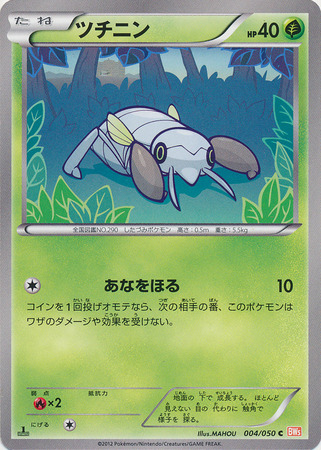 たね
ツチニン
HP40
全国図鑑NO.290 したづみポケモン 高さ：0.5m 重さ：5.5kg
あなをほる 10
コインを1回投げオモテなら、次の相手の番、このポケモンは
ワザのダメージや効果を受けない。
弱点 抵抗力
×2
にげる
地面の 下で 成長する。ほとんど
見えない 目の 代わりに 触角で
様子を 探る。
1
Illus.MAHOU 004/050 C
©2012 Pokémon/Nintendo/Creatures/GAME FREAK.